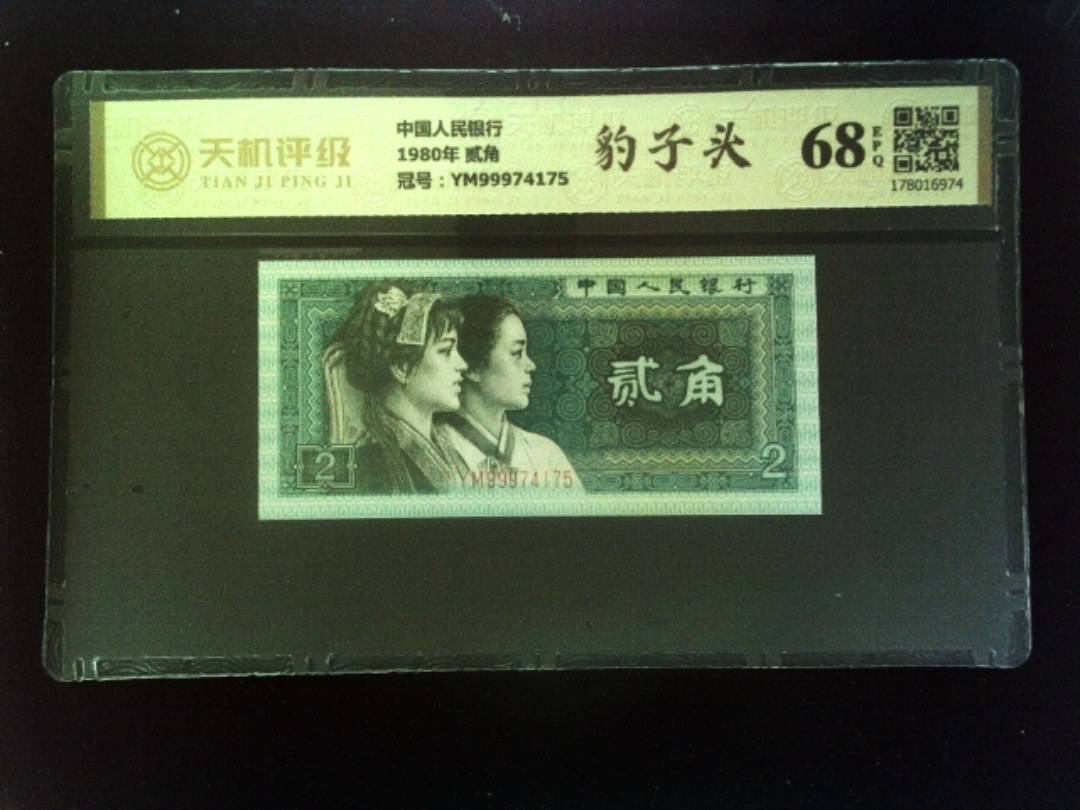 天机评级
TIAN JI PING JI
中国人民银行
1980年 贰角
冠号：YM99974175
豹子头
68
EPQ
178016974
中国人民银行
贰角
2
2
YM99974175